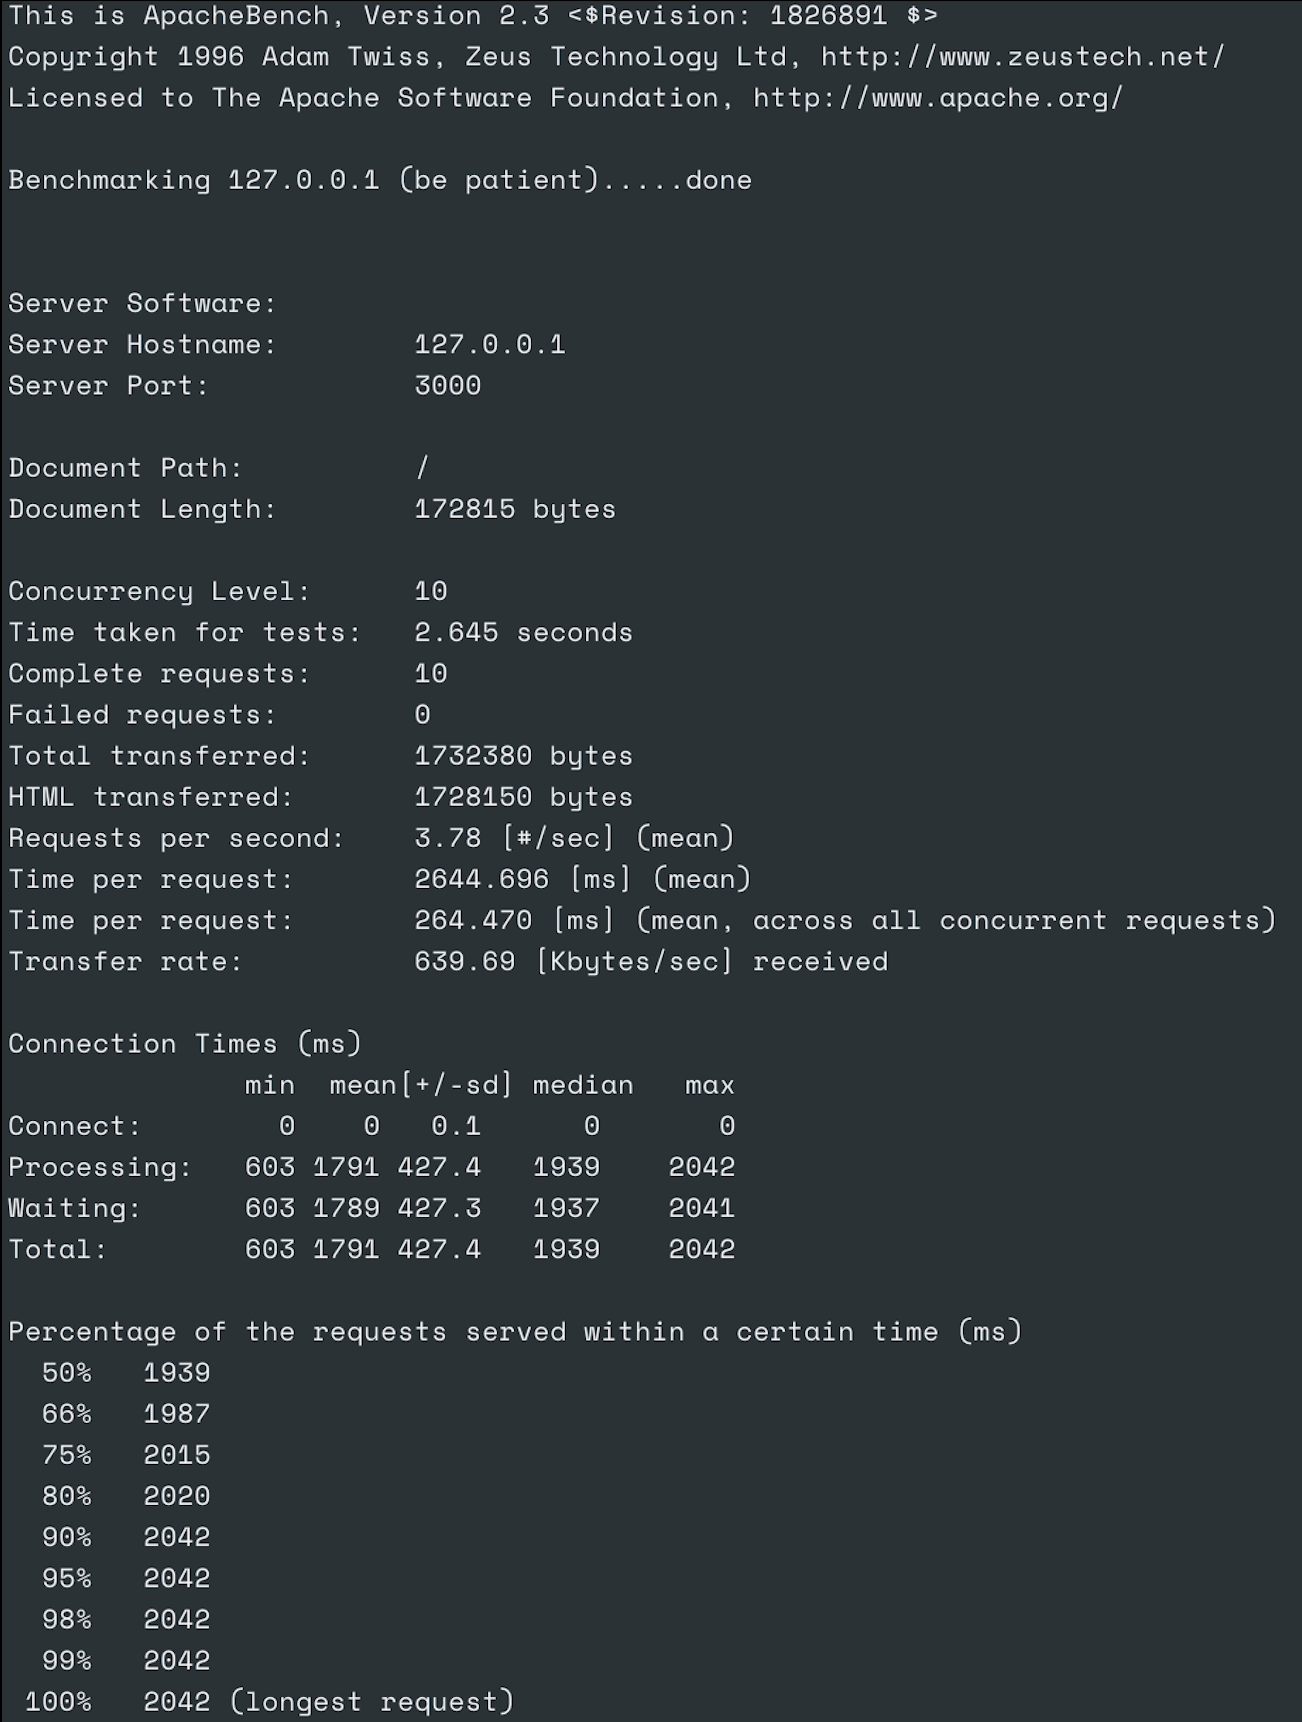 This is ApacheBench, Version 2.3 <$Revision: 1826891 $>
Copyright 1996 Adam Twiss, Zeus Technology Ltd, http://www.zeustech.net/
Licensed to The Apache Software Foundation, http://www.apache.org/

Benchmarking 127.0.0.1 (be patient).....done


Server Software:
Server Hostname:        127.0.0.1
Server Port:            3000

Document Path:          /
Document Length:        172815 bytes

Concurrency Level:      10
Time taken for tests:   2.645 seconds
Complete requests:      10
Failed requests:        0
Total transferred:      1732380 bytes
HTML transferred:       1728150 bytes
Requests per second:    3.78 [#/sec] (mean)
Time per request:       2644.696 [ms] (mean)
Time per request:       264.470 [ms] (mean, across all concurrent requests)
Transfer rate:          639.69 [Kbytes/sec] received

Connection Times (ms)
              min  mean[+/-sd] median   max
Connect:        0    0   0.1      0       0
Processing:   603 1791 427.4   1939    2042
Waiting:      603 1789 427.3   1937    2041
Total:        603 1791 427.4   1939    2042

Percentage of the requests served within a certain time (ms)
  50%   1939
  66%   1987
  75%   2015
  80%   2020
  90%   2042
  95%   2042
  98%   2042
  99%   2042
 100%   2042 (longest request)